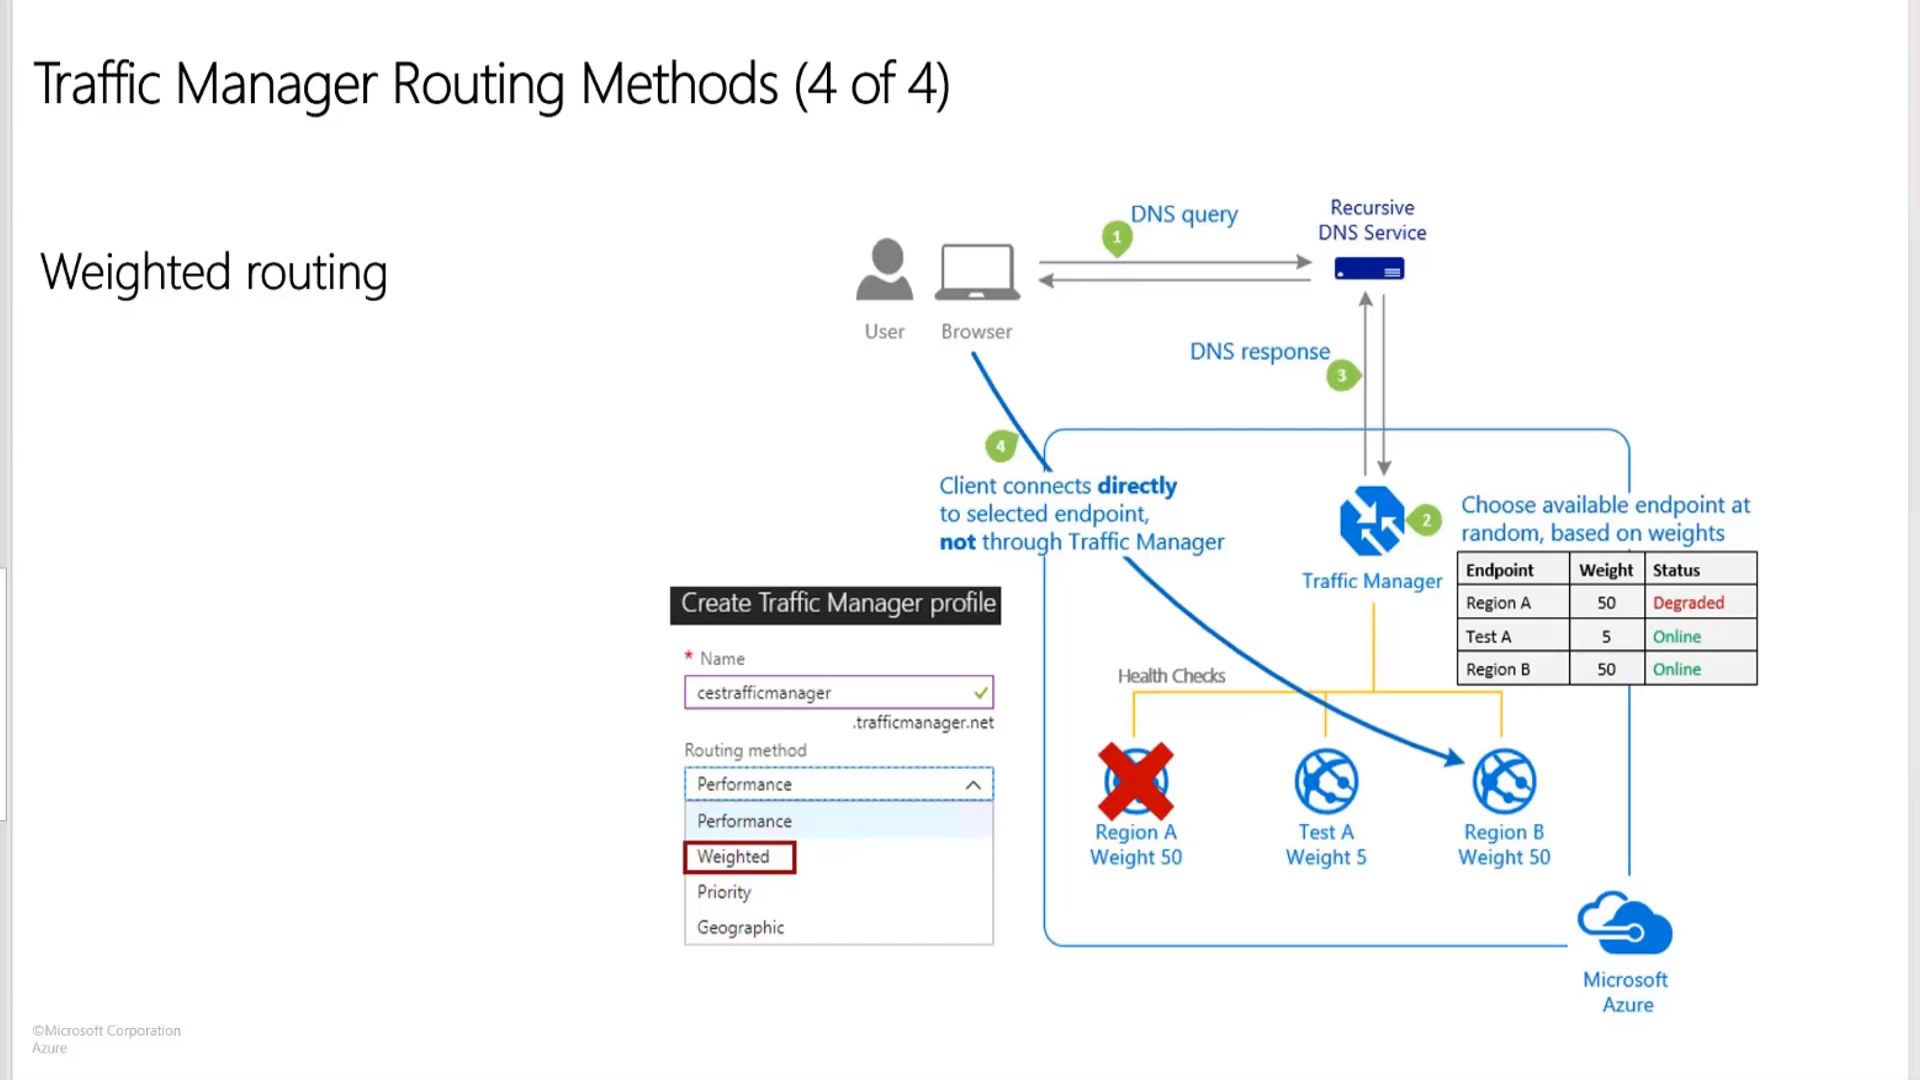 Traffic Manager Routing Methods (4 of 4)
Weighted routing
DNS query
1
Recursive
DNS Service
User
Browser
DNS response
3
4
Client connects directly
to selected endpoint,
not through Traffic Manager
2
Choose available endpoint at
random, based on weights
Traffic Manager
Endpoint Weight Status
Region A 50 Degraded
Test A 5 Online
Region B 50 Online
Health Checks
Region A
Weight 50
Test A
Weight 5
Region B
Weight 50
Microsoft
Azure
Create Traffic Manager profile
* Name
cestrafficmanager
.trafficmanager.net
Routing method
Performance
Performance
Weighted
Priority
Geographic
©Microsoft Corporation
Azure